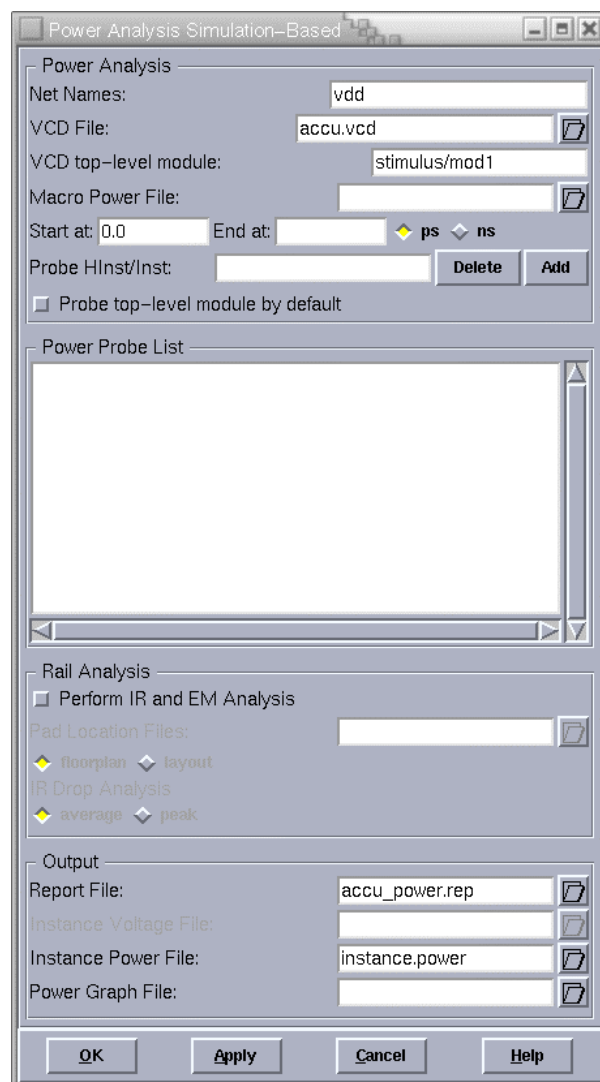 Power Analysis Simulation-Based
Power Analysis
Net Names: vdd
VCD File: accu.vcd
VCD top-level module: stimulus/mod1
Macro Power File:
Start at: 0.0 End at: ps ns
Probe HInst/Inst: Delete Add
Probe top-level module by default
Power Probe List
Rail Analysis
Perform IR and EM Analysis
Pad Location Files:
floorplan layout
IR Drop Analysis
average peak
Output
Report File: accu_power.rep
Instance Voltage File:
Instance Power File: instance.power
Power Graph File:
OK Apply Cancel Help